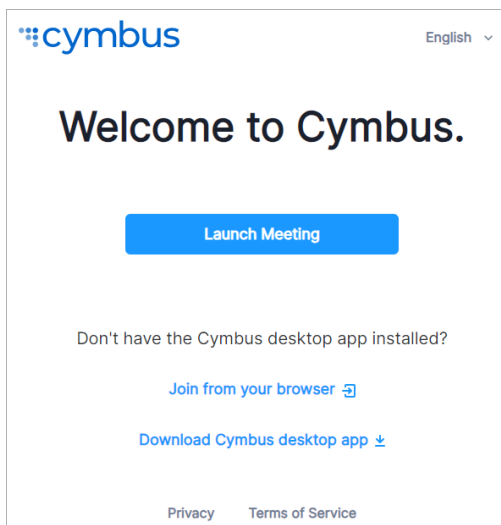 cymbus
English
Welcome to Cymbus.
Launch Meeting
Don't have the Cymbus desktop app installed?
Join from your browser
Download Cymbus desktop app
Privacy Terms of Service